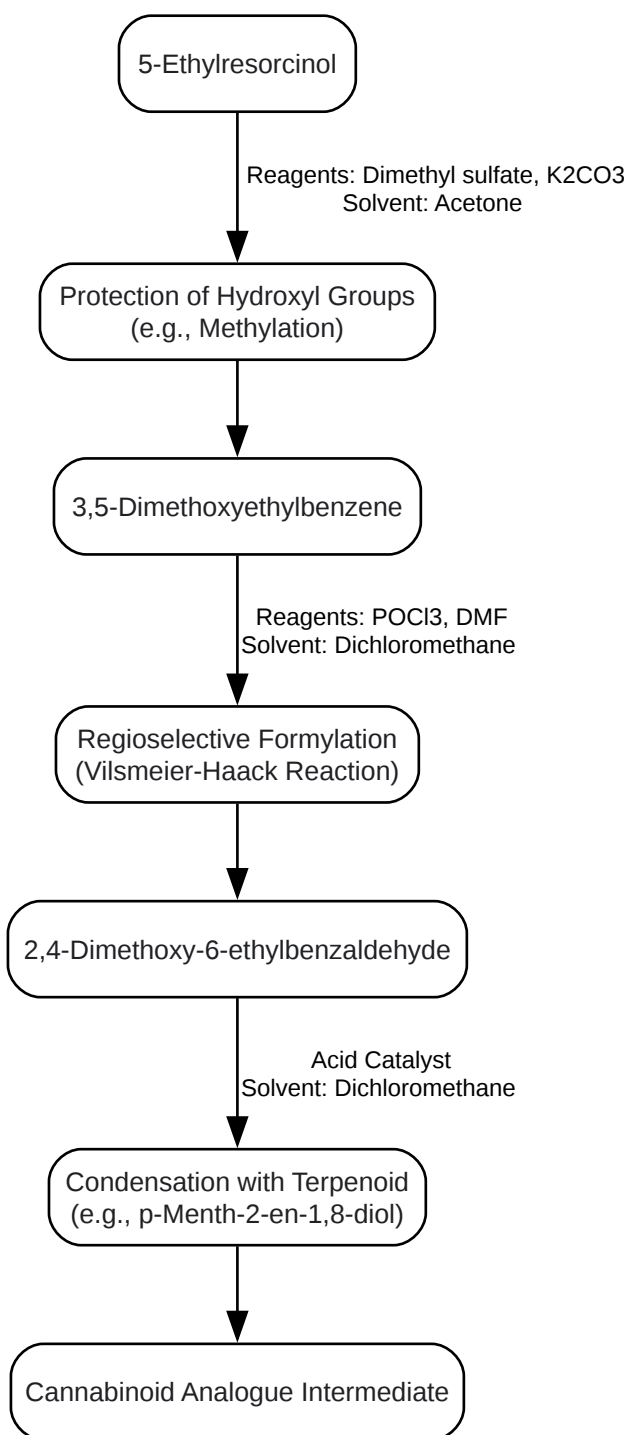 5-Ethylresorcinol
Reagents: Dimethyl sulfate, K2CO3
Solvent: Acetone
Protection of Hydroxyl Groups
(e.g., Methylation)
3,5-Dimethoxyethylbenzene
Reagents: POCl3, DMF
Solvent: Dichloromethane
Regioselective Formylation
(Vilsmeier-Haack Reaction)
2,4-Dimethoxy-6-ethylbenzaldehyde
Acid Catalyst
Solvent: Dichloromethane
Condensation with Terpenoid
(e.g., p-Menth-2-en-1,8-diol)
Cannabinoid Analogue Intermediate